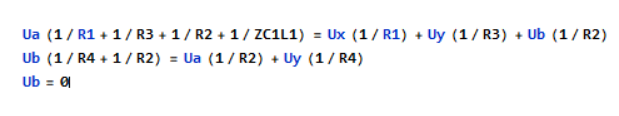 Ua (1 / R1 + 1 / R3 + 1 / R2 + 1 / ZC1L1) = Ux (1 / R1) + Uy (1 / R3) + Ub (1 / R2)
Ub (1 / R4 + 1 / R2) = Ua (1 / R2) + Uy (1 / R4)
Ub = 0